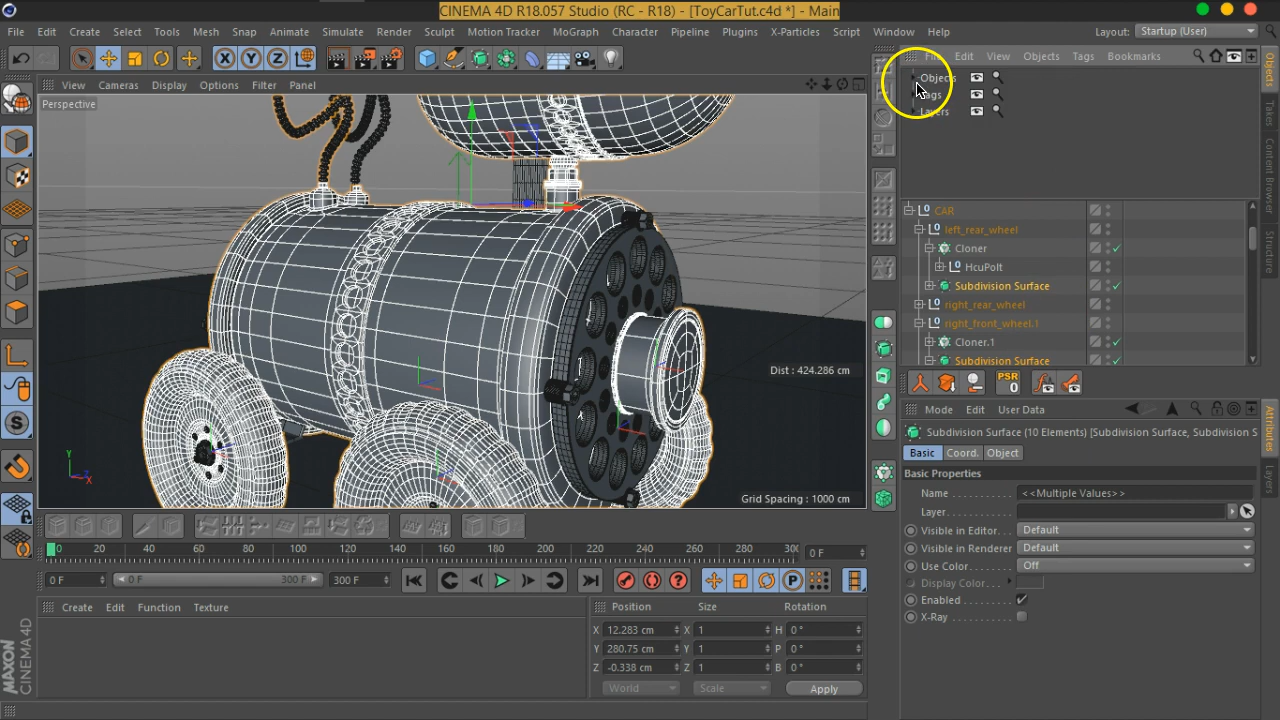 CINEMA 4D R18.057 Studio (RC - R18) - [ToyCarTut.c4d *] - Main
File Edit Create Select Tools Mesh Snap Animate Simulate Render Sculpt Motion Tracker MoGraph Character Pipeline Plugins X-Particles Script Window Help Layout: Startup (User)
X Y Z
Edit View Objects Tags Bookmarks
View Cameras Display Options Filter Panel
Perspective
Objects
Tags
Layers
CAR
left_rear_wheel
Cloner
Subdivision Surface
right_rear_wheel
right_front_wheel.1
Cloner.1
Subdivision Surface
Dist : 424.286 cm
Grid Spacing : 1000 cm
Y
Z
X
PSR
0
Mode Edit User Data
Subdivision Surface (10 Elements) [Subdivision Surface, Subdivision S
Basic Coord. Object
Basic Properties
Name <<Multiple Values>>
Layer
Visible in Editor Default
Visible in Renderer Default
Use Color Off
Display Color
Enabled
X-Ray
0 20 40 60 80 100 120 140 160 180 200 220 240 260 280 300 0 F
0 F 0 F 300 F 300 F
Create Edit Function Texture
Position Size Rotation
X 12.283 cm X 1 H 0 °
Y 280.75 cm Y 1 P 0 °
Z -0.338 cm Z 1 B 0 °
World Scale Apply
MAXON
CINEMA 4D
Objects
Takes
Content Browser
Structure
Attributes
Layers